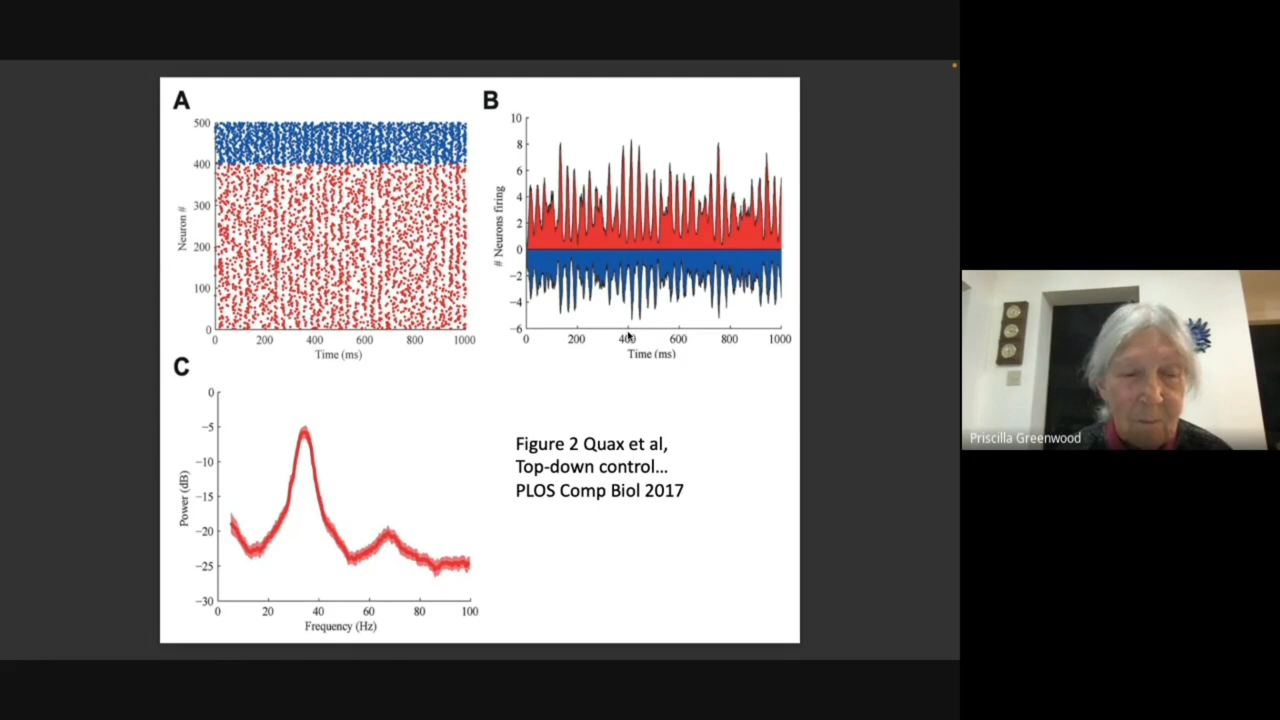 A
500
400
300
200
100
0
Neuron #
0 200 400 600 800 1000
Time (ms)
B
10
8
6
4
2
0
−2
−4
−6
# Neurons firing
0 200 400 600 800 1000
Time (ms)
C
0
−5
−10
−15
−20
−25
−30
Power (dB)
0 20 40 60 80 100
Frequency (Hz)
Figure 2 Quax et al,
Top-down control...
PLOS Comp Biol 2017
Priscilla Greenwood